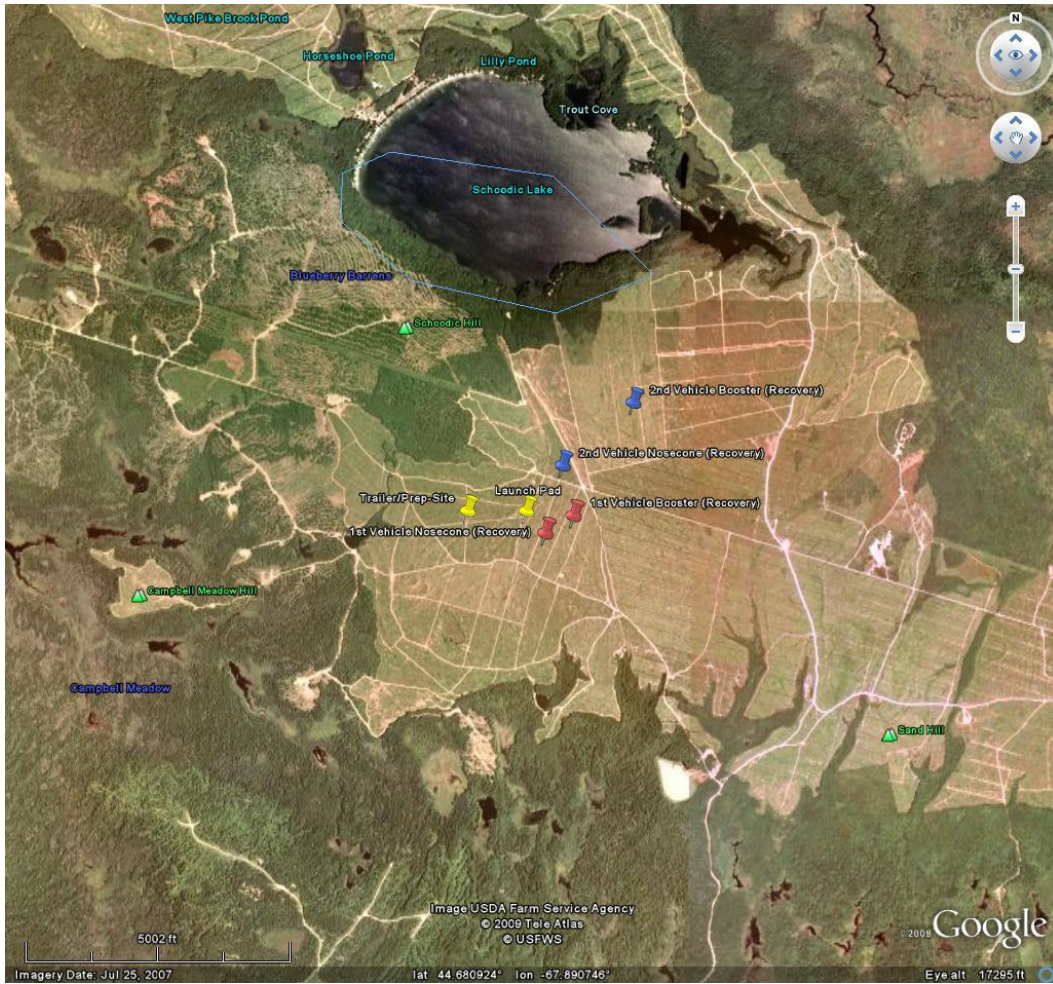 West Pike Brook Pond
N
Horseshoe Pond
Lilly Pond
Trout Cove
Schoodic Lake
Blueberry Barrens
Schoodic Hill
2nd Vehicle Booster (Recovery)
2nd Vehicle Nosecone (Recovery)
Launch Pad
Trailer/Prep-Site
1st Vehicle Booster (Recovery)
1st Vehicle Nosecone (Recovery)
Campbell Meadow Hill
Campbell Meadow
Sand Hill
Image USDA Farm Service Agency
© 2009 Tele Atlas
© USFWS
© 2009 Google
5002 ft
Imagery Date: Jul 25, 2007
lat 44.680924° lon -67.890746°
Eye alt 17295 ft